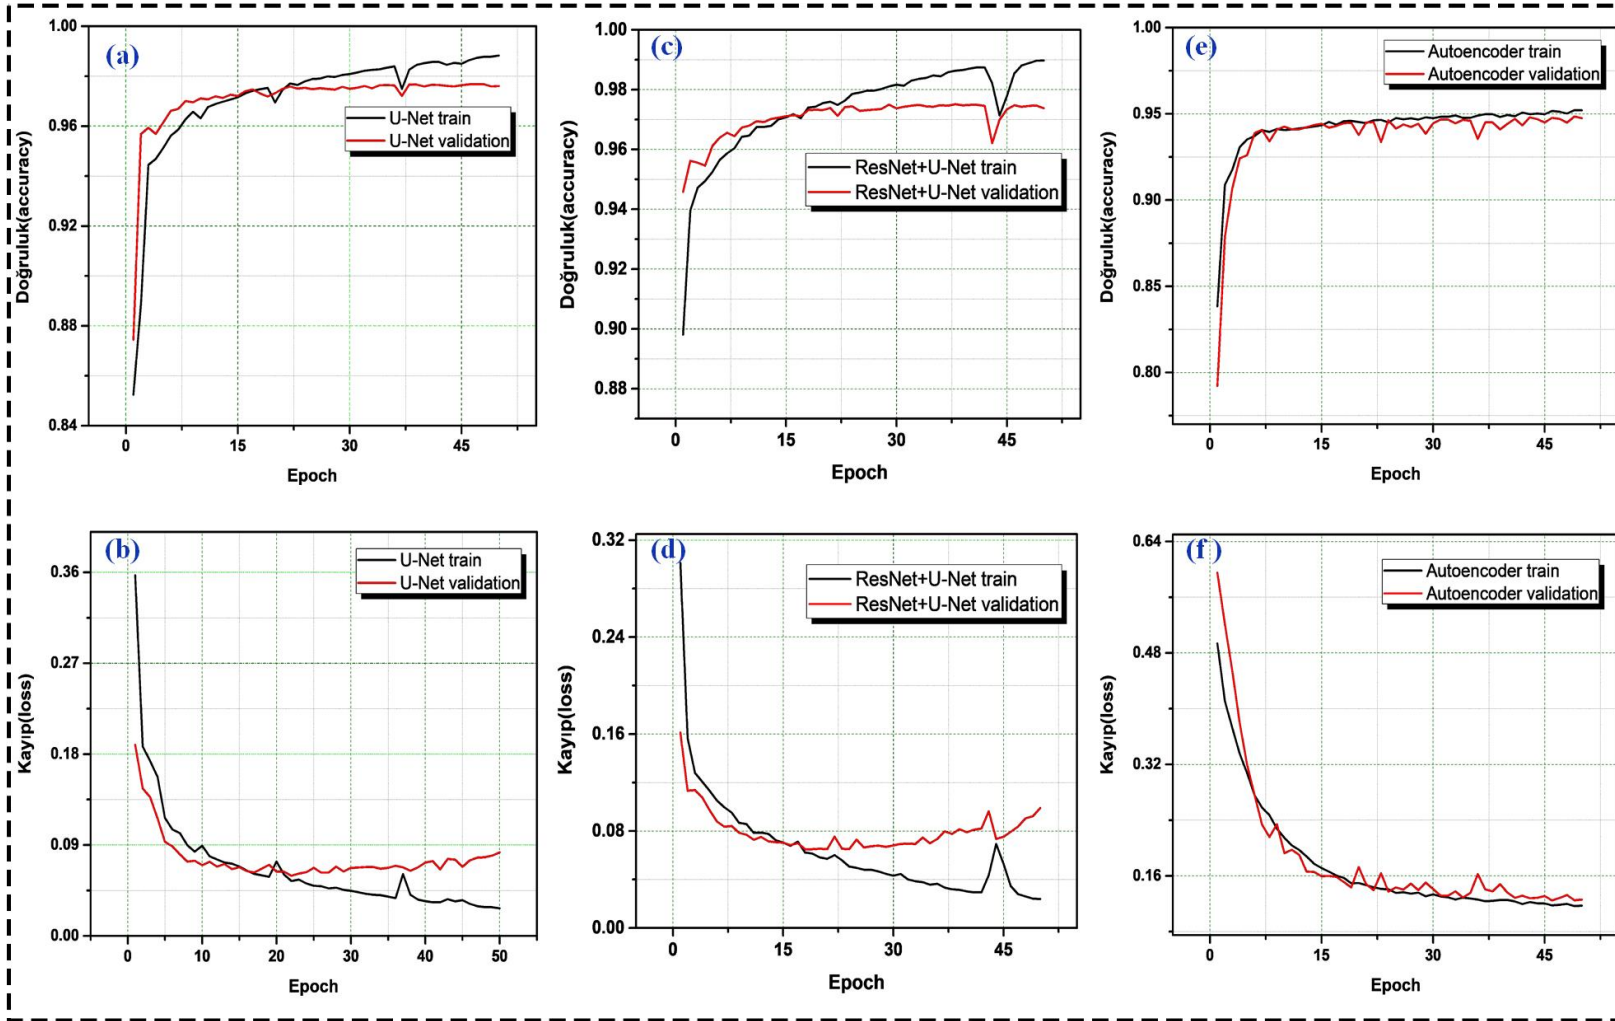 (a)
1.00
0.96
0.92
0.88
0.84
Doğruluk(accuracy)
U-Net train
U-Net validation
0
15
30
45
Epoch
(c)
1.00
0.98
0.96
0.94
0.92
0.90
0.88
Doğruluk(accuracy)
ResNet+U-Net train
ResNet+U-Net validation
0
15
30
45
Epoch
(e)
1.00
0.95
0.90
0.85
0.80
Doğruluk(accuracy)
Autoencoder train
Autoencoder validation
0
15
30
45
Epoch
(b)
0.36
0.27
0.18
0.09
0.00
Kayıp(loss)
U-Net train
U-Net validation
0
10
20
30
40
50
Epoch
(d)
0.32
0.24
0.16
0.08
0.00
Kayıp(loss)
ResNet+U-Net train
ResNet+U-Net validation
0
15
30
45
Epoch
(f)
0.64
0.48
0.32
0.16
Kayıp(loss)
Autoencoder train
Autoencoder validation
0
15
30
45
Epoch